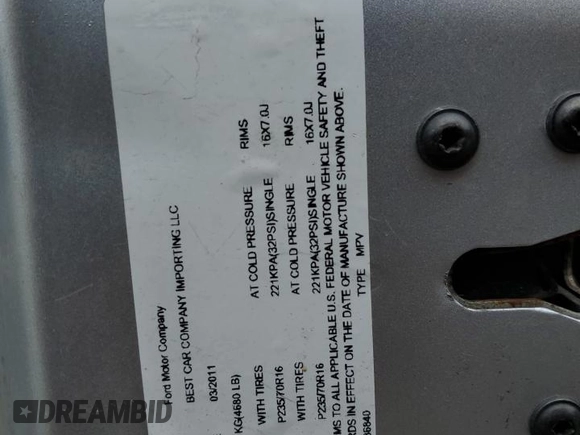 Ford Motor Company
BEST CAR COMPANY IMPORTING LLC
03/2011
KG(4680 LB)
WITH TIRES AT COLD PRESSURE RIMS
P235/70R16 221KPA(32PSI)SINGLE 16X7.0J
WITH TIRES AT COLD PRESSURE RIMS
P235/70R16 221KPA(32PSI)SINGLE 16X7.0J
MS TO ALL APPLICABLE U.S. FEDERAL MOTOR VEHICLE SAFETY AND THEFT
RDS IN EFFECT ON THE DATE OF MANUFACTURE SHOWN ABOVE.
36840 TYPE MPV
DREAMBID